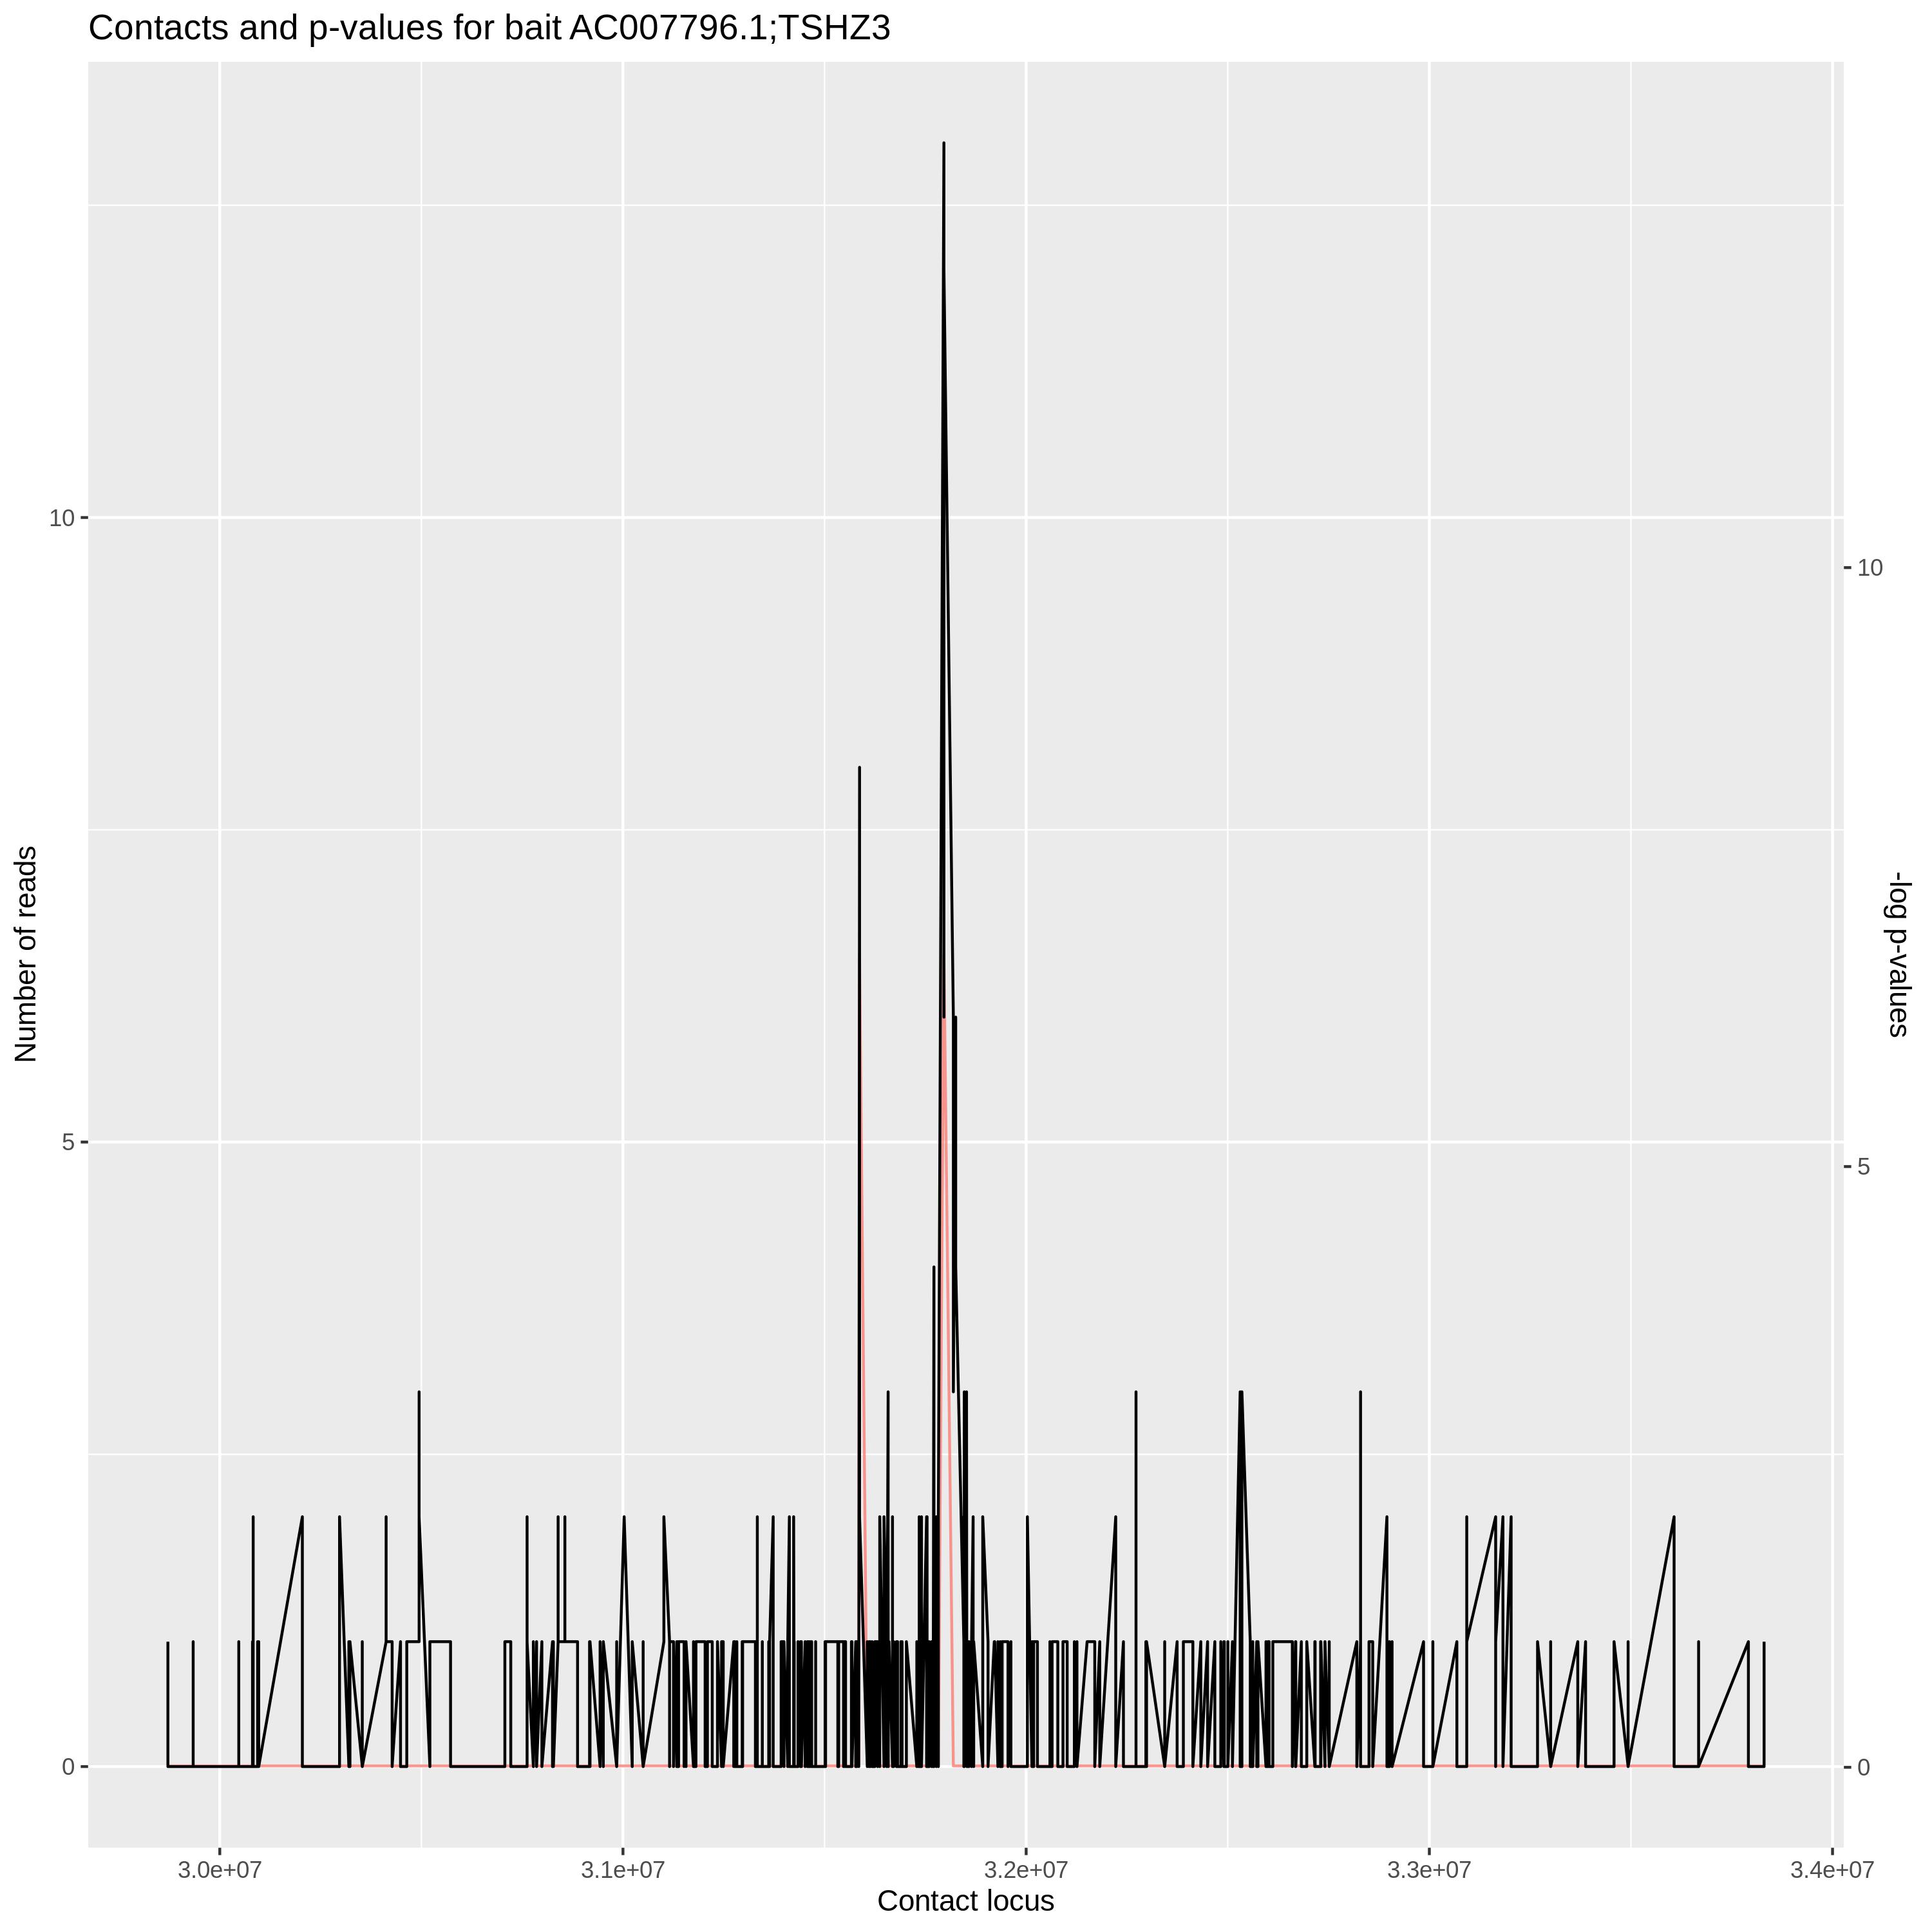 Contacts and p-values for bait AC007796.1;TSHZ3
10
5
0
Number of reads
10
5
0
-log p-values
3.0e+07
3.1e+07
3.2e+07
3.3e+07
3.4e+07
Contact locus